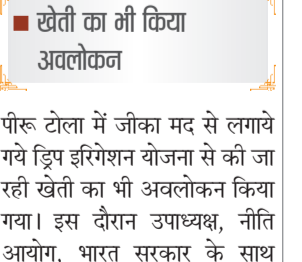 ■ खेती का भी किया
अवलोकन
पीरू टोला में जीका मद से लगाये
गये ड्रिप इरिगेशन योजना से की जा
रही खेती का भी अवलोकन किया
गया। इस दौरान उपाध्यक्ष, नीति
आयोग, भारत सरकार के साथ